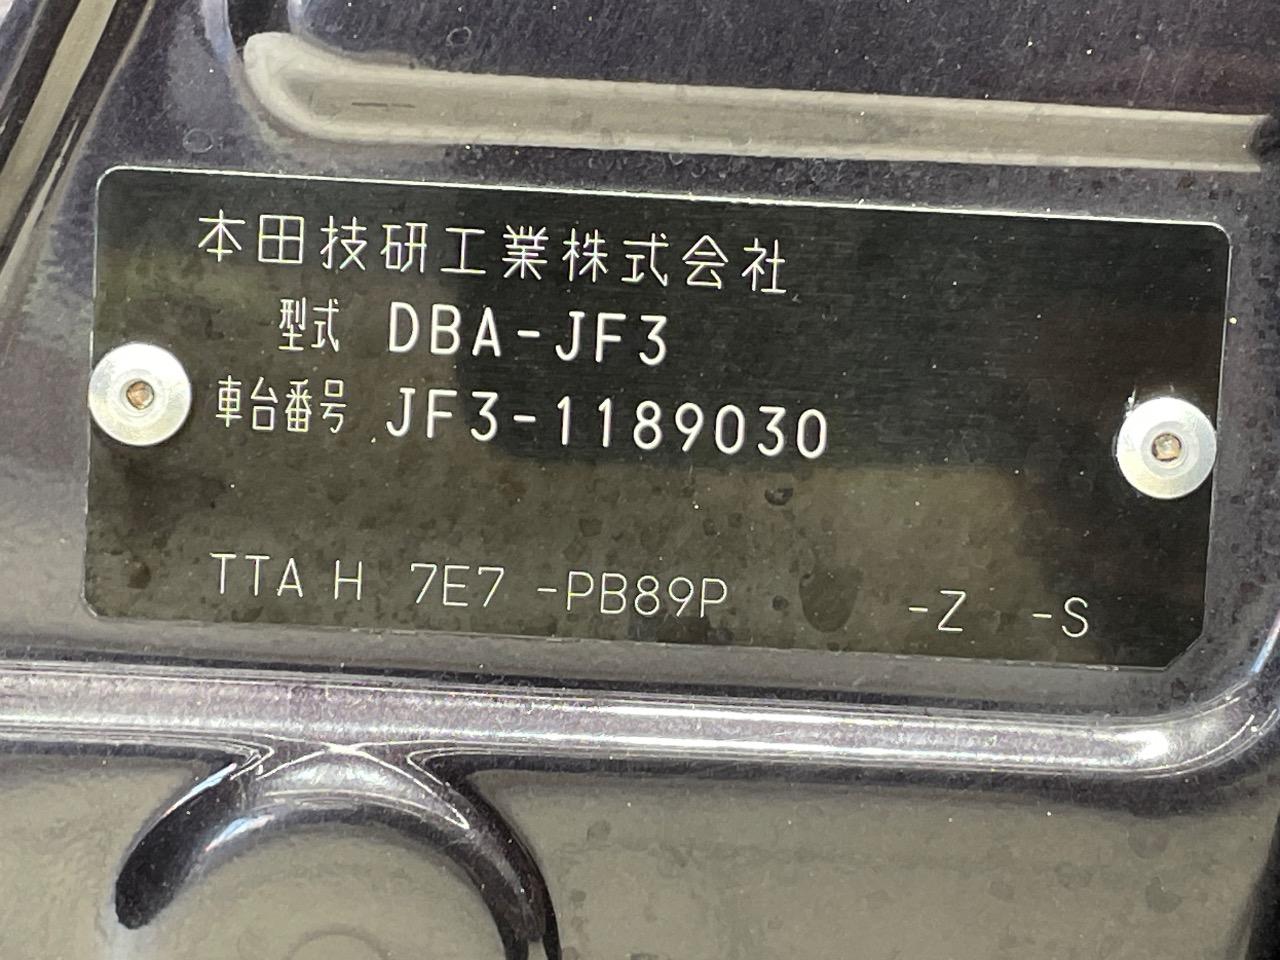 本田技研工業株式会社
型式 DBA-JF3
車台番号 JF3-1189030
TTA H 7E7 -PB89P -Z -S